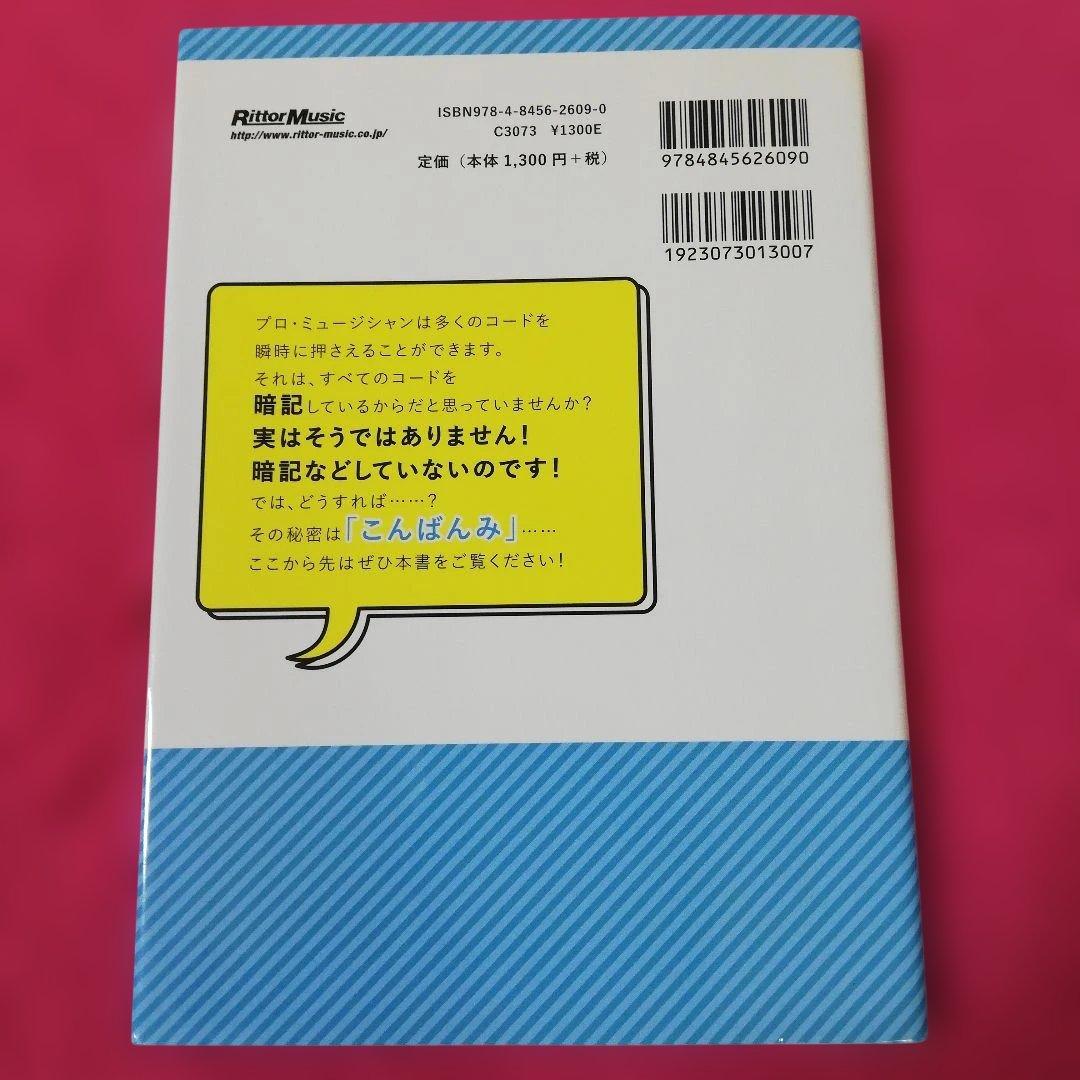 RittorMusic
http://www.rittor-music.co.jp/
ISBN978-4-8456-2609-0
C3073 ¥1300E
定価（本体1,300円＋税）
9784845626090
1923073013007
プロ・ミュージシャンは多くのコードを
瞬時に押さえることができます。
それは、すべてのコードを
暗記しているからだと思っていませんか？
実はそうではありません！
暗記などしていないのです！
では、どうすれば……？
その秘密は「こんばんみ」……
ここから先はぜひ本書をご覧ください！